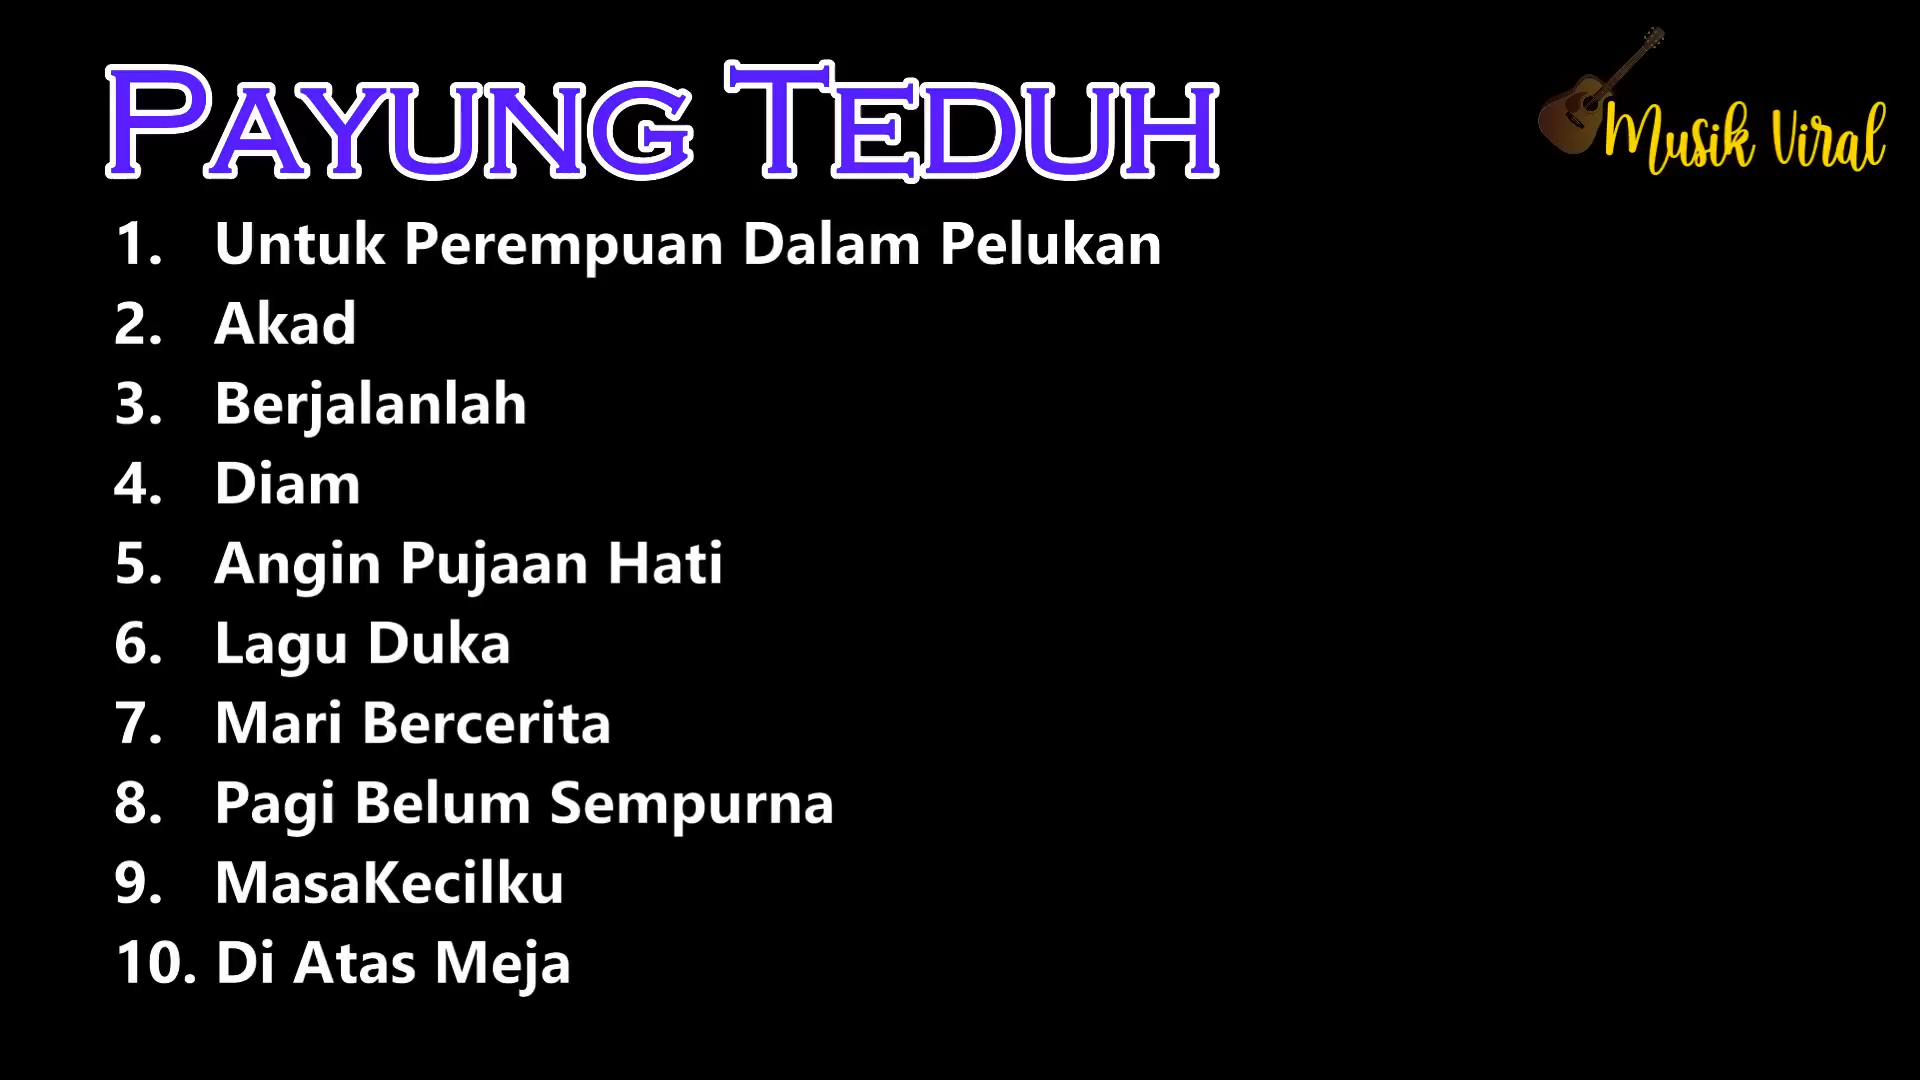 PAYUNG TEDUH
Musik Viral
1. Untuk Perempuan Dalam Pelukan
2. Akad
3. Berjalanlah
4. Diam
5. Angin Pujaan Hati
6. Lagu Duka
7. Mari Bercerita
8. Pagi Belum Sempurna
9. MasaKecilku
10. Di Atas Meja